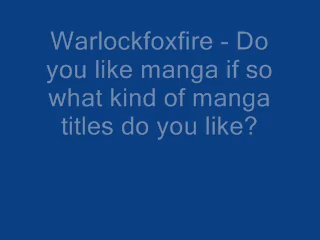 Warlockfoxfire - Do
you like manga if so
what kind of manga
titles do you like?